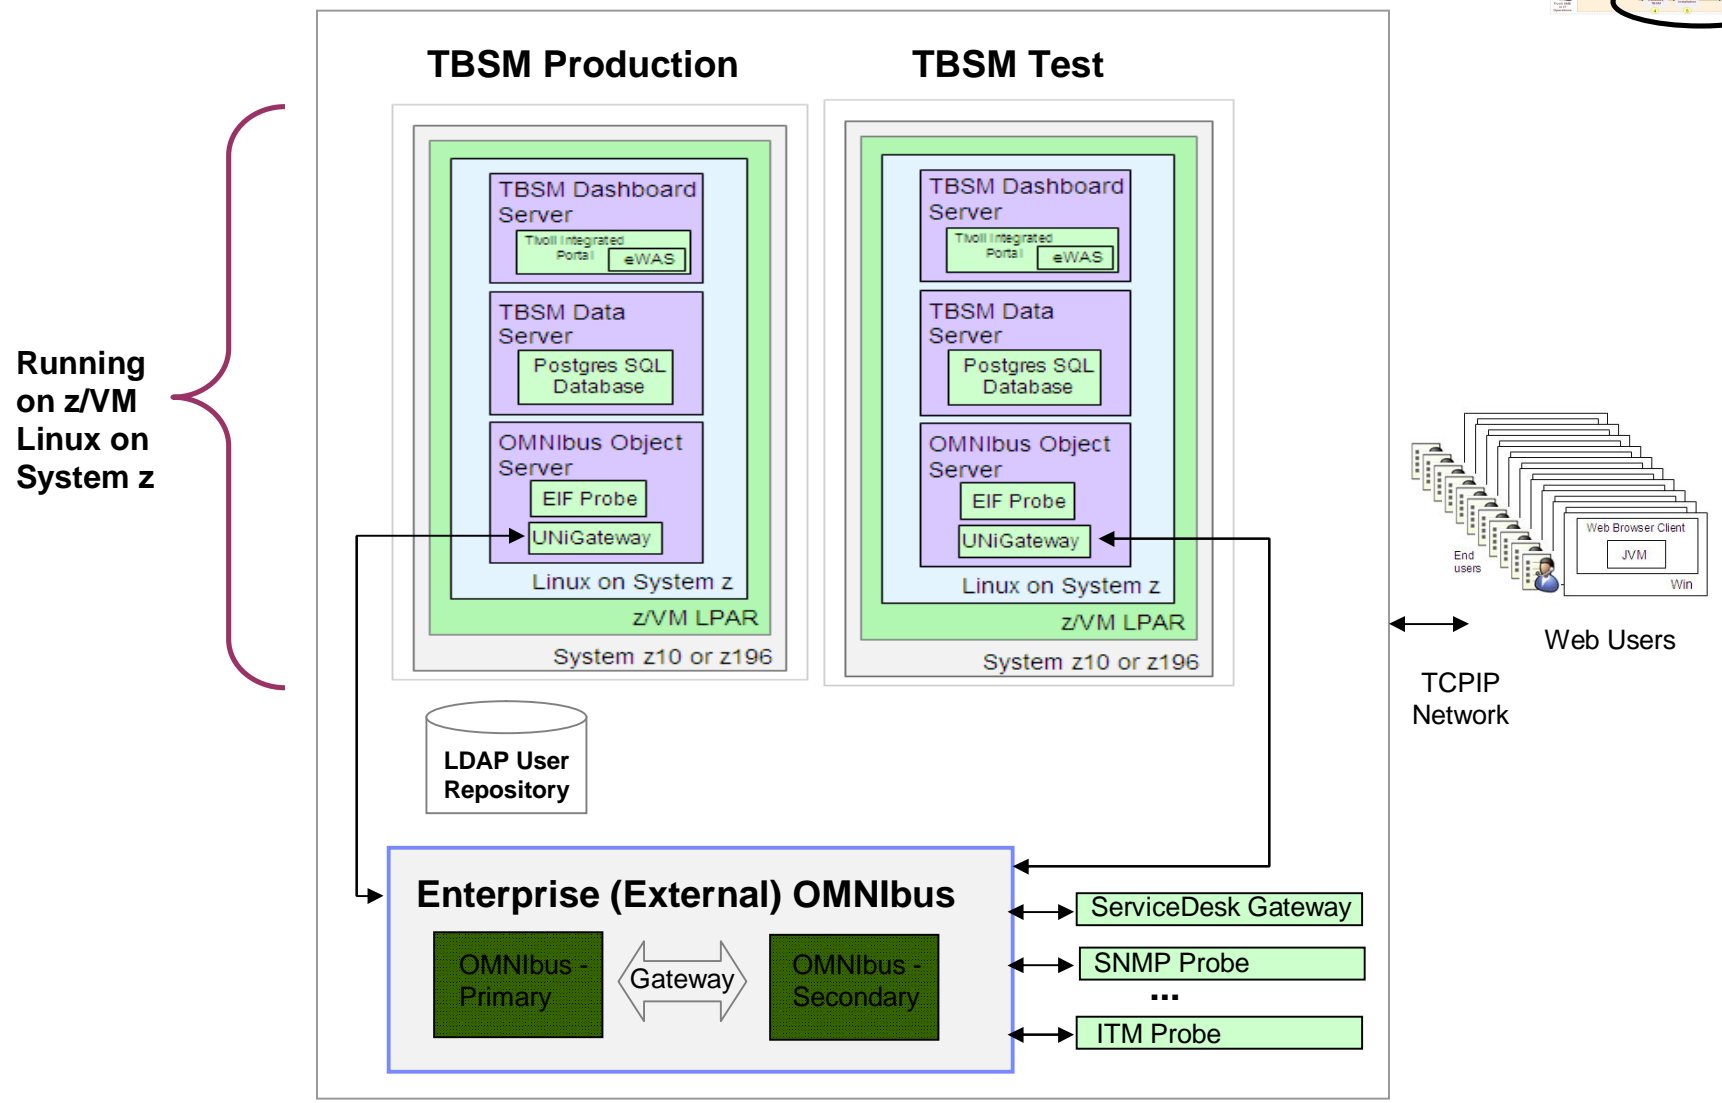 TBSM Production
TBSM Test
Running
on z/VM
Linux on
System z
TBSM Dashboard
Server
Tivoli Integrated
Portal
eWAS
TBSM Data
Server
Postgres SQL
Database
OMNIbus Object
Server
EIF Probe
UNiGateway
Linux on System z
z/VM LPAR
System z10 or z196
TBSM Dashboard
Server
Tivoli Integrated
Portal
eWAS
TBSM Data
Server
Postgres SQL
Database
OMNIbus Object
Server
EIF Probe
UNiGateway
Linux on System z
z/VM LPAR
System z10 or z196
Web Browser Client
JVM
Win
End
users
Web Users
TCPIP
Network
LDAP User
Repository
Enterprise (External) OMNIbus
OMNIbus -
Primary
Gateway
OMNIbus -
Secondary
ServiceDesk Gateway
SNMP Probe
...
ITM Probe